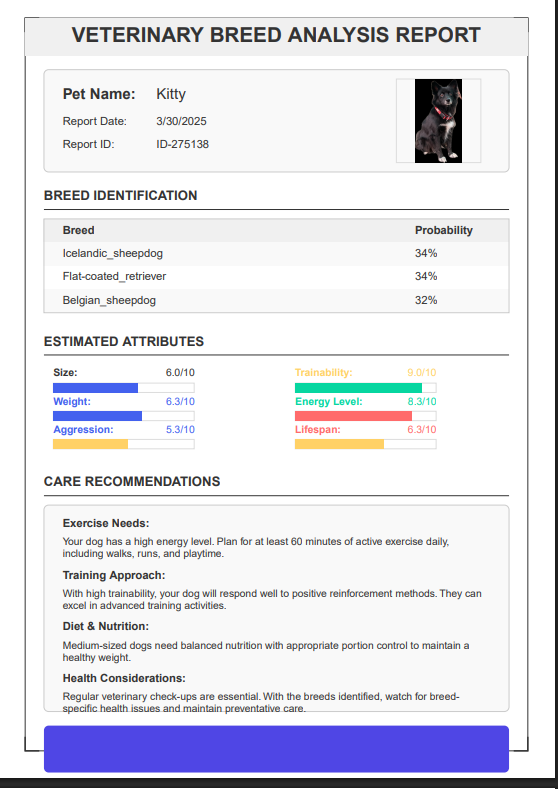 VETERINARY BREED ANALYSIS REPORT
Pet Name: Kitty
Report Date: 3/30/2025
Report ID: ID-275138
BREED IDENTIFICATION
Breed Probability
Icelandic_sheepdog 34%
Flat-coated_retriever 34%
Belgian_sheepdog 32%
ESTIMATED ATTRIBUTES
Size: 6.0/10 Trainability: 9.0/10
Weight: 6.3/10 Energy Level: 8.3/10
Aggression: 5.3/10 Lifespan: 6.3/10
CARE RECOMMENDATIONS
Exercise Needs:
Your dog has a high energy level. Plan for at least 60 minutes of active exercise daily,
including walks, runs, and playtime.
Training Approach:
With high trainability, your dog will respond well to positive reinforcement methods. They can
excel in advanced training activities.
Diet & Nutrition:
Medium-sized dogs need balanced nutrition with appropriate portion control to maintain a
healthy weight.
Health Considerations:
Regular veterinary check-ups are essential. With the breeds identified, watch for breed-
specific health issues and maintain preventative care.